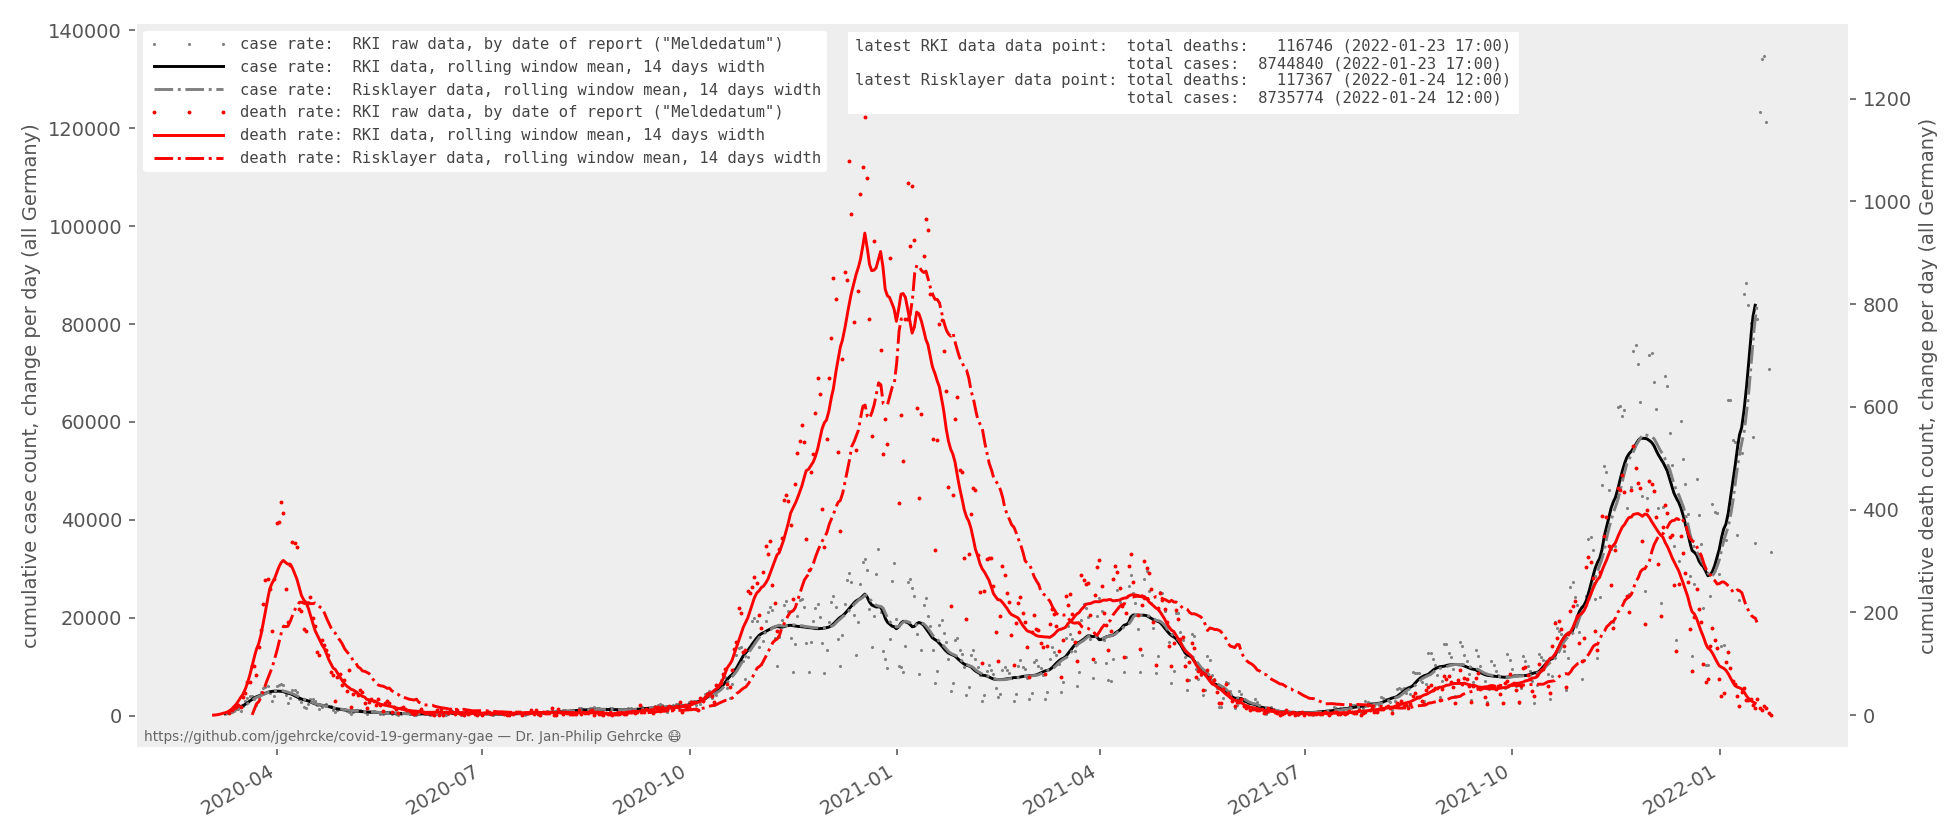 140000
120000
100000
80000
60000
40000
20000
0
cumulative case count, change per day (all Germany)
case rate:  RKI raw data, by date of report ("Meldedatum")
case rate:  RKI data, rolling window mean, 14 days width
case rate:  Risklayer data, rolling window mean, 14 days width
death rate: RKI raw data, by date of report ("Meldedatum")
death rate: RKI data, rolling window mean, 14 days width
death rate: Risklayer data, rolling window mean, 14 days width
latest RKI data data point:  total deaths:   116746 (2022-01-23 17:00)
total cases:  8744840 (2022-01-23 17:00)
latest Risklayer data point: total deaths:   117367 (2022-01-24 12:00)
total cases:  8735774 (2022-01-24 12:00)
1200
1000
800
600
400
200
0
cumulative death count, change per day (all Germany)
https://github.com/jgehrcke/covid-19-germany-gae — Dr. Jan-Philip Gehrcke 😷
2020-04
2020-07
2020-10
2021-01
2021-04
2021-07
2021-10
2022-01